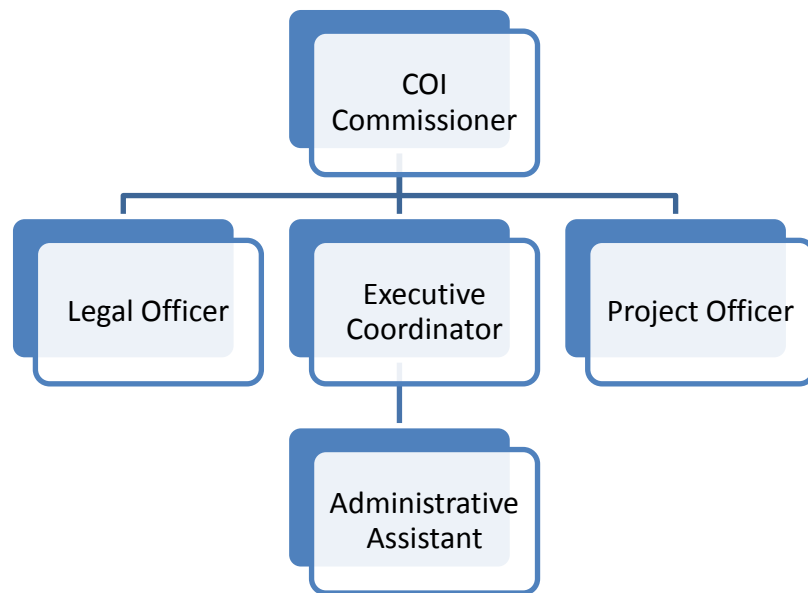 COI
Commissioner
Legal Officer
Executive
Coordinator
Project Officer
Administrative
Assistant